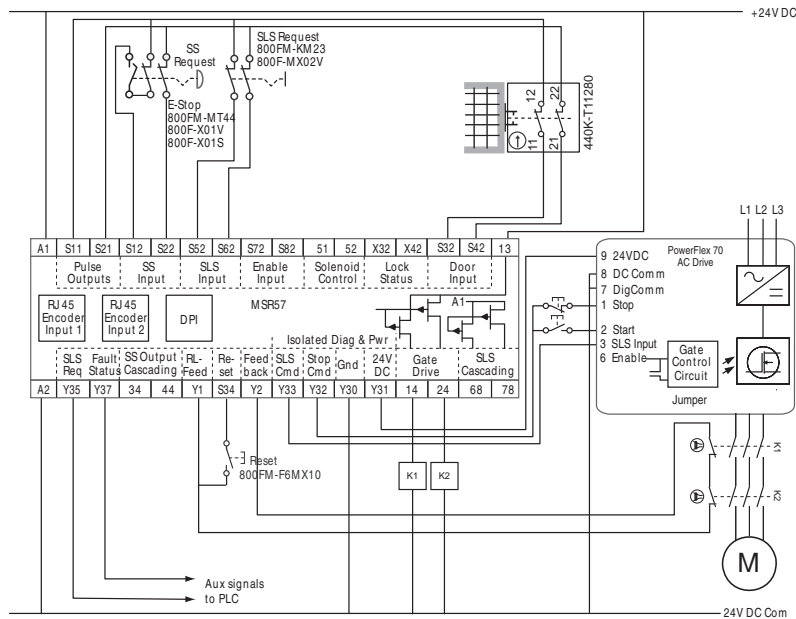 +24V DC
SS
Request
E-Stop
800FM-MT44
800F-X01V
800F-X01S
SLS Request
800FM-KM23
800F-MX02V
12 22
11 21
440K-T11280
A1 S11 S21 S12 S22 S52 S62 S72 S82 51 52 X32 X42 S32 S42 13
Pulse Outputs
SS Input
SLS Input
Enable Input
Solenoid Control
Lock Status
Door Input
RJ45 Encoder Input 1
RJ45 Encoder Input 2
DPI
MSR57
A1
Isolated Diag & Pwr
SLS Req
Fault Status
SS Output Cascading
RL-Feed
Re-set
Feed back
SLS Cmd
Stop Cmd
Gnd
24V DC
Gate Drive
SLS Cascading
A2 Y35 Y37 34 44 Y1 S34 Y2 Y33 Y32 Y30 Y31 14 24 68 78
L1 L2 L3
PowerFlex 70
AC Drive
9 24VDC
8 DC Comm
7 DigComm
1 Stop
2 Start
3 SLS Input
6 Enable
Gate
Control
Circuit
Jumper
Reset
800FM-F6MX10
K1 K2
K1
K2
M
Aux signals
to PLC
24V DC Com